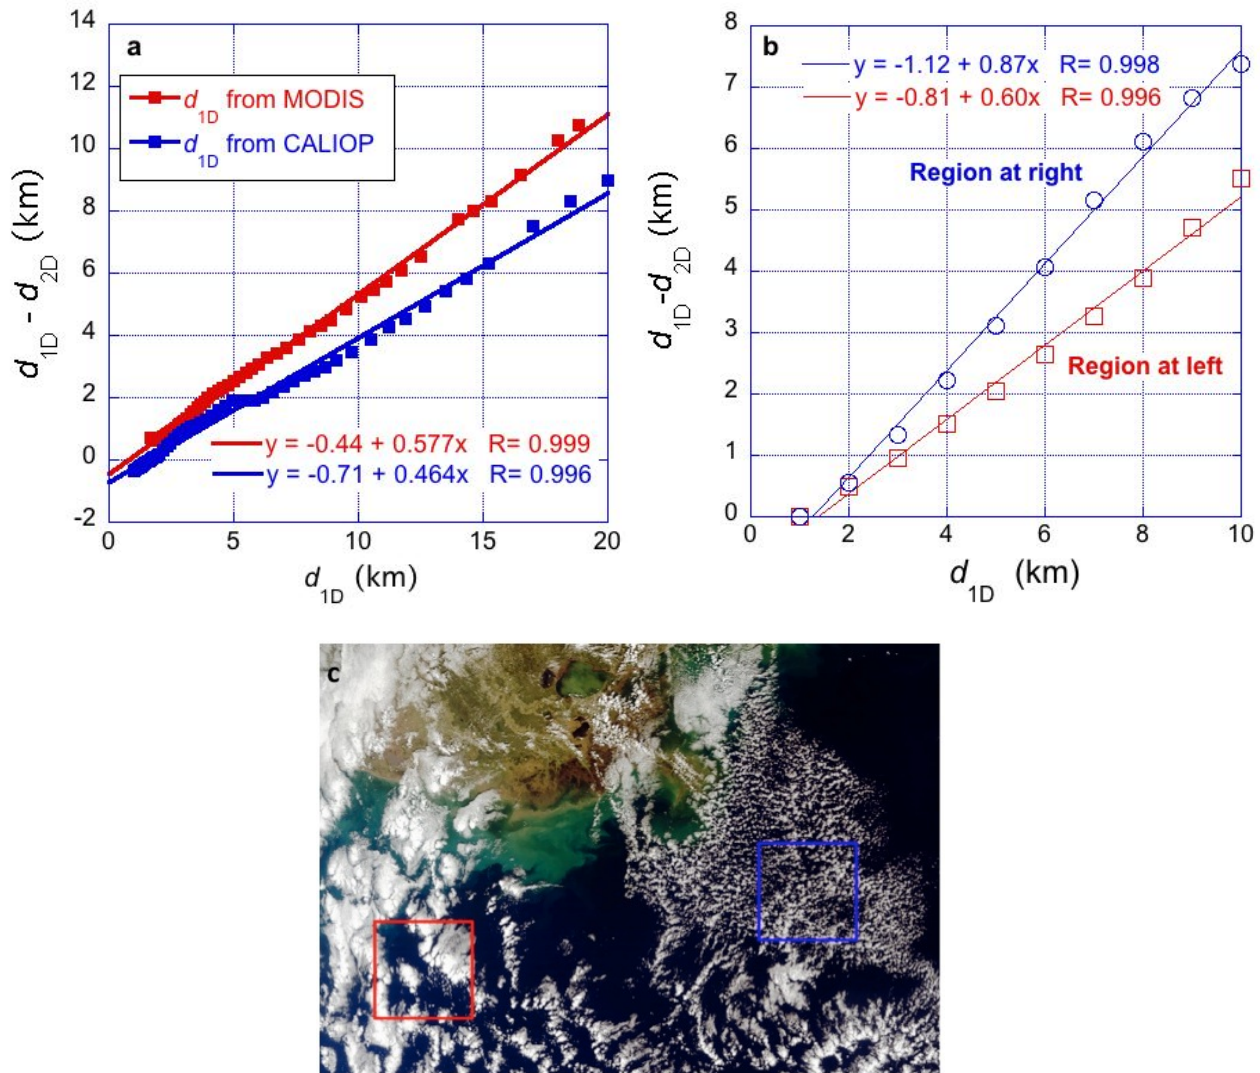 a
14
12
10
8
6
4
2
0
-2
d1D - d2D (km)
d1D from MODIS
d1D from CALIOP
y = -0.44 + 0.577x R= 0.999
y = -0.71 + 0.464x R= 0.996
0 5 10 15 20
d1D (km)
b
8
7
6
5
4
3
2
1
0
d1D-d2D (km)
y = -1.12 + 0.87x R= 0.998
y = -0.81 + 0.60x R= 0.996
Region at right
Region at left
0 2 4 6 8 10
d1D (km)
c